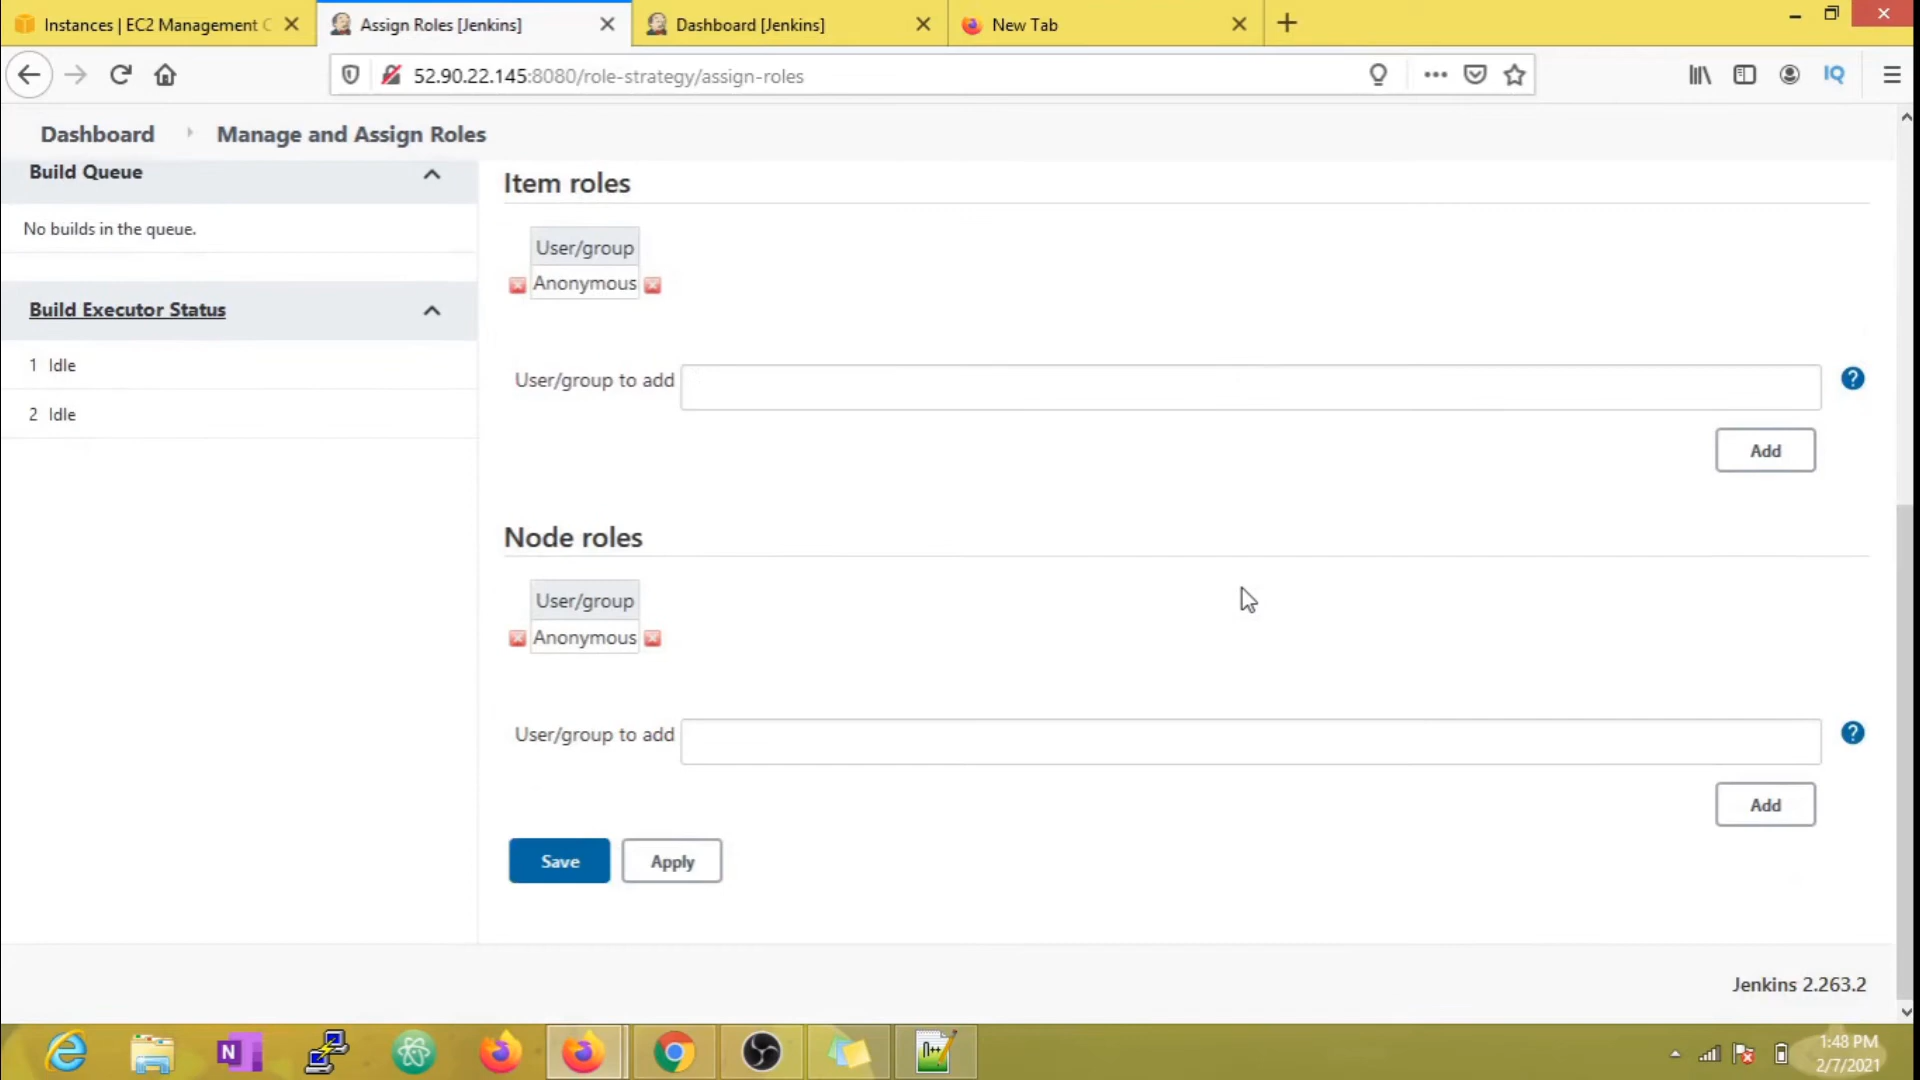 Instances | EC2 Management C
Assign Roles [Jenkins]
Dashboard [Jenkins]
New Tab
52.90.22.145:8080/role-strategy/assign-roles
IQ
Dashboard
Manage and Assign Roles
Build Queue
No builds in the queue.
Build Executor Status
1 Idle
2 Idle
Item roles
User/group
Anonymous
User/group to add
?
Add
Node roles
User/group
Anonymous
User/group to add
?
Add
Save
Apply
Jenkins 2.263.2
N
1:48 PM
2/7/2021